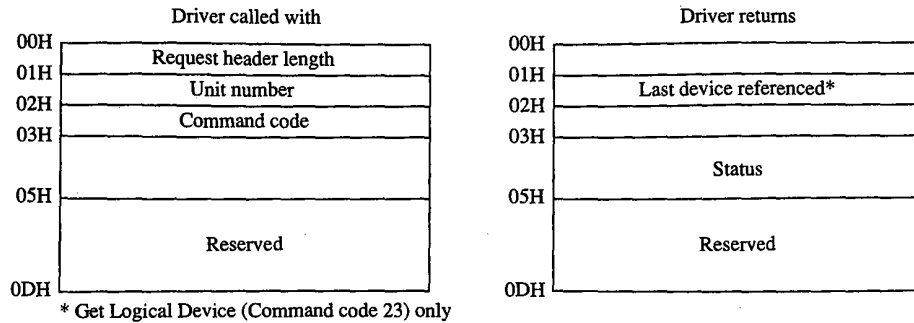 Driver called with
00H
Request header length
01H
Unit number
02H
Command code
03H
05H
Reserved
0DH
* Get Logical Device (Command code 23) only
Driver returns
00H
01H
Last device referenced*
02H
03H
Status
05H
Reserved
0DH